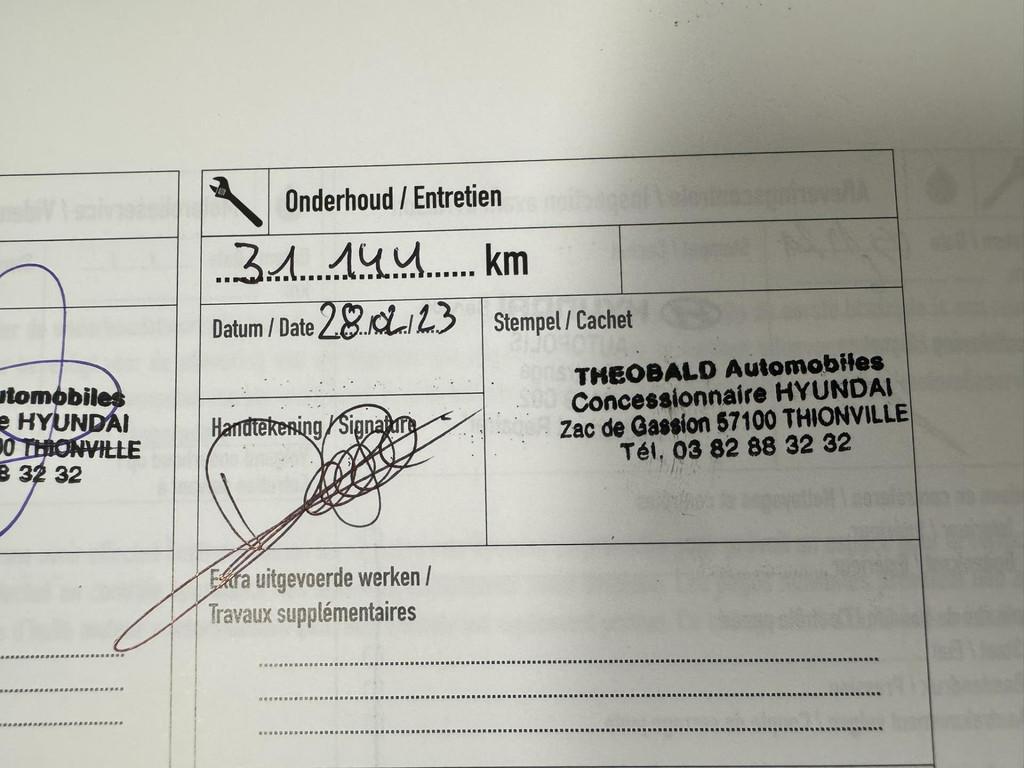 Onderhoud / Entretien
31 144 km
Datum / Date 28/02/23
Stempel / Cachet
THEOBALD Automobiles
Concessionnaire HYUNDAI
Zac de Gassion 57100 THIONVILLE
Tél. 03 82 88 32 32
Handtekening / Signature
Extra uitgevoerde werken /
Travaux supplémentaires
utomobiles
e HYUNDAI
00 THIONVILLE
8 32 32